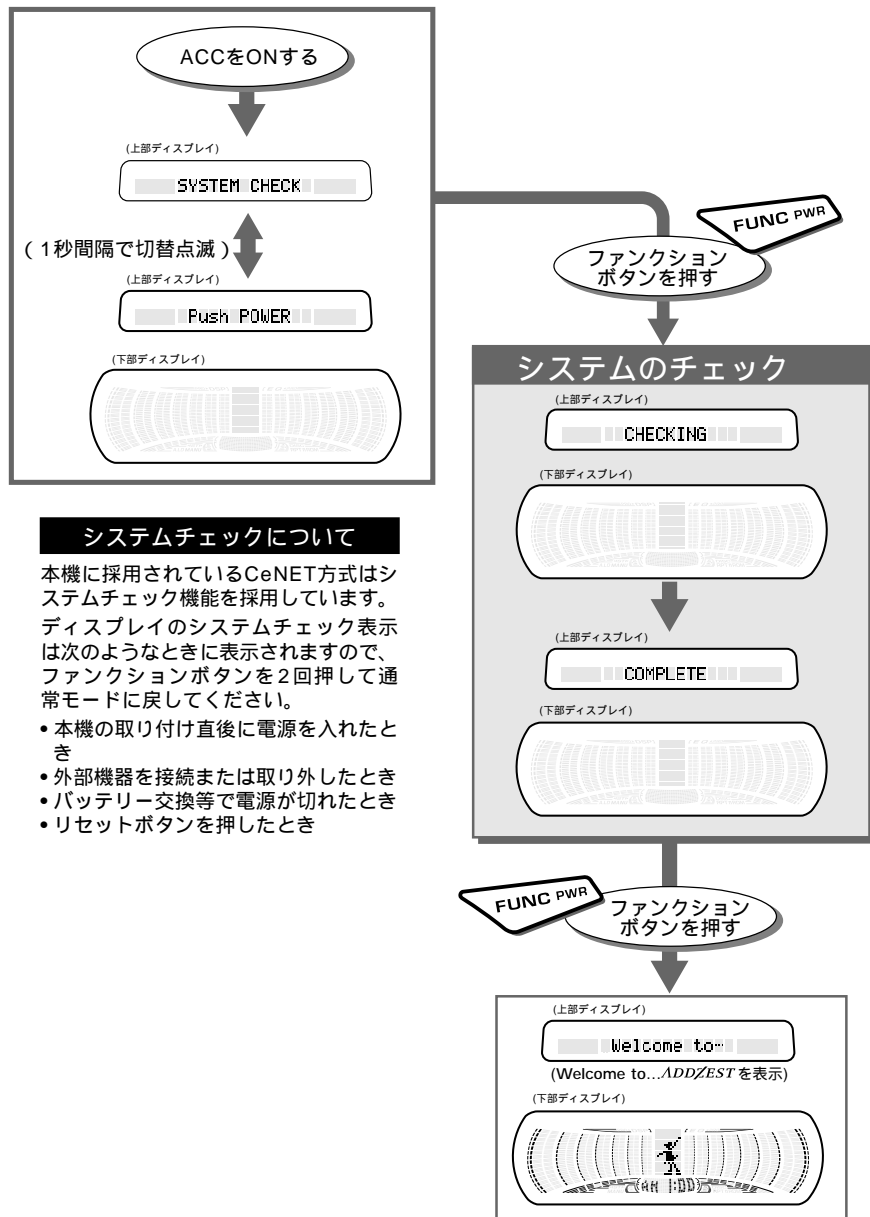 ACCをONする
(上部ディスプレイ)
SYSTEM CHECK
(1秒間隔で切替点滅)
(上部ディスプレイ)
Push POWER
(下部ディスプレイ)
システムチェックについて
本機に採用されているCeNET方式はシ
ステムチェック機能を採用しています。
ディスプレイのシステムチェック表示
は次のようなときに表示されますので、
ファンクションボタンを2回押して通
常モードに戻してください。
•本機の取り付け直後に電源を入れたと
き
•外部機器を接続または取り外したとき
•バッテリー交換等で電源が切れたとき
•リセットボタンを押したとき
FUNC PWR
ファンクション
ボタンを押す
システムのチェック
(上部ディスプレイ)
CHECKING
(下部ディスプレイ)
(上部ディスプレイ)
COMPLETE
(下部ディスプレイ)
FUNC PWR
ファンクション
ボタンを押す
(上部ディスプレイ)
Welcome to…
(Welcome to…ADDZESTを表示)
(下部ディスプレイ)
AM 1:00